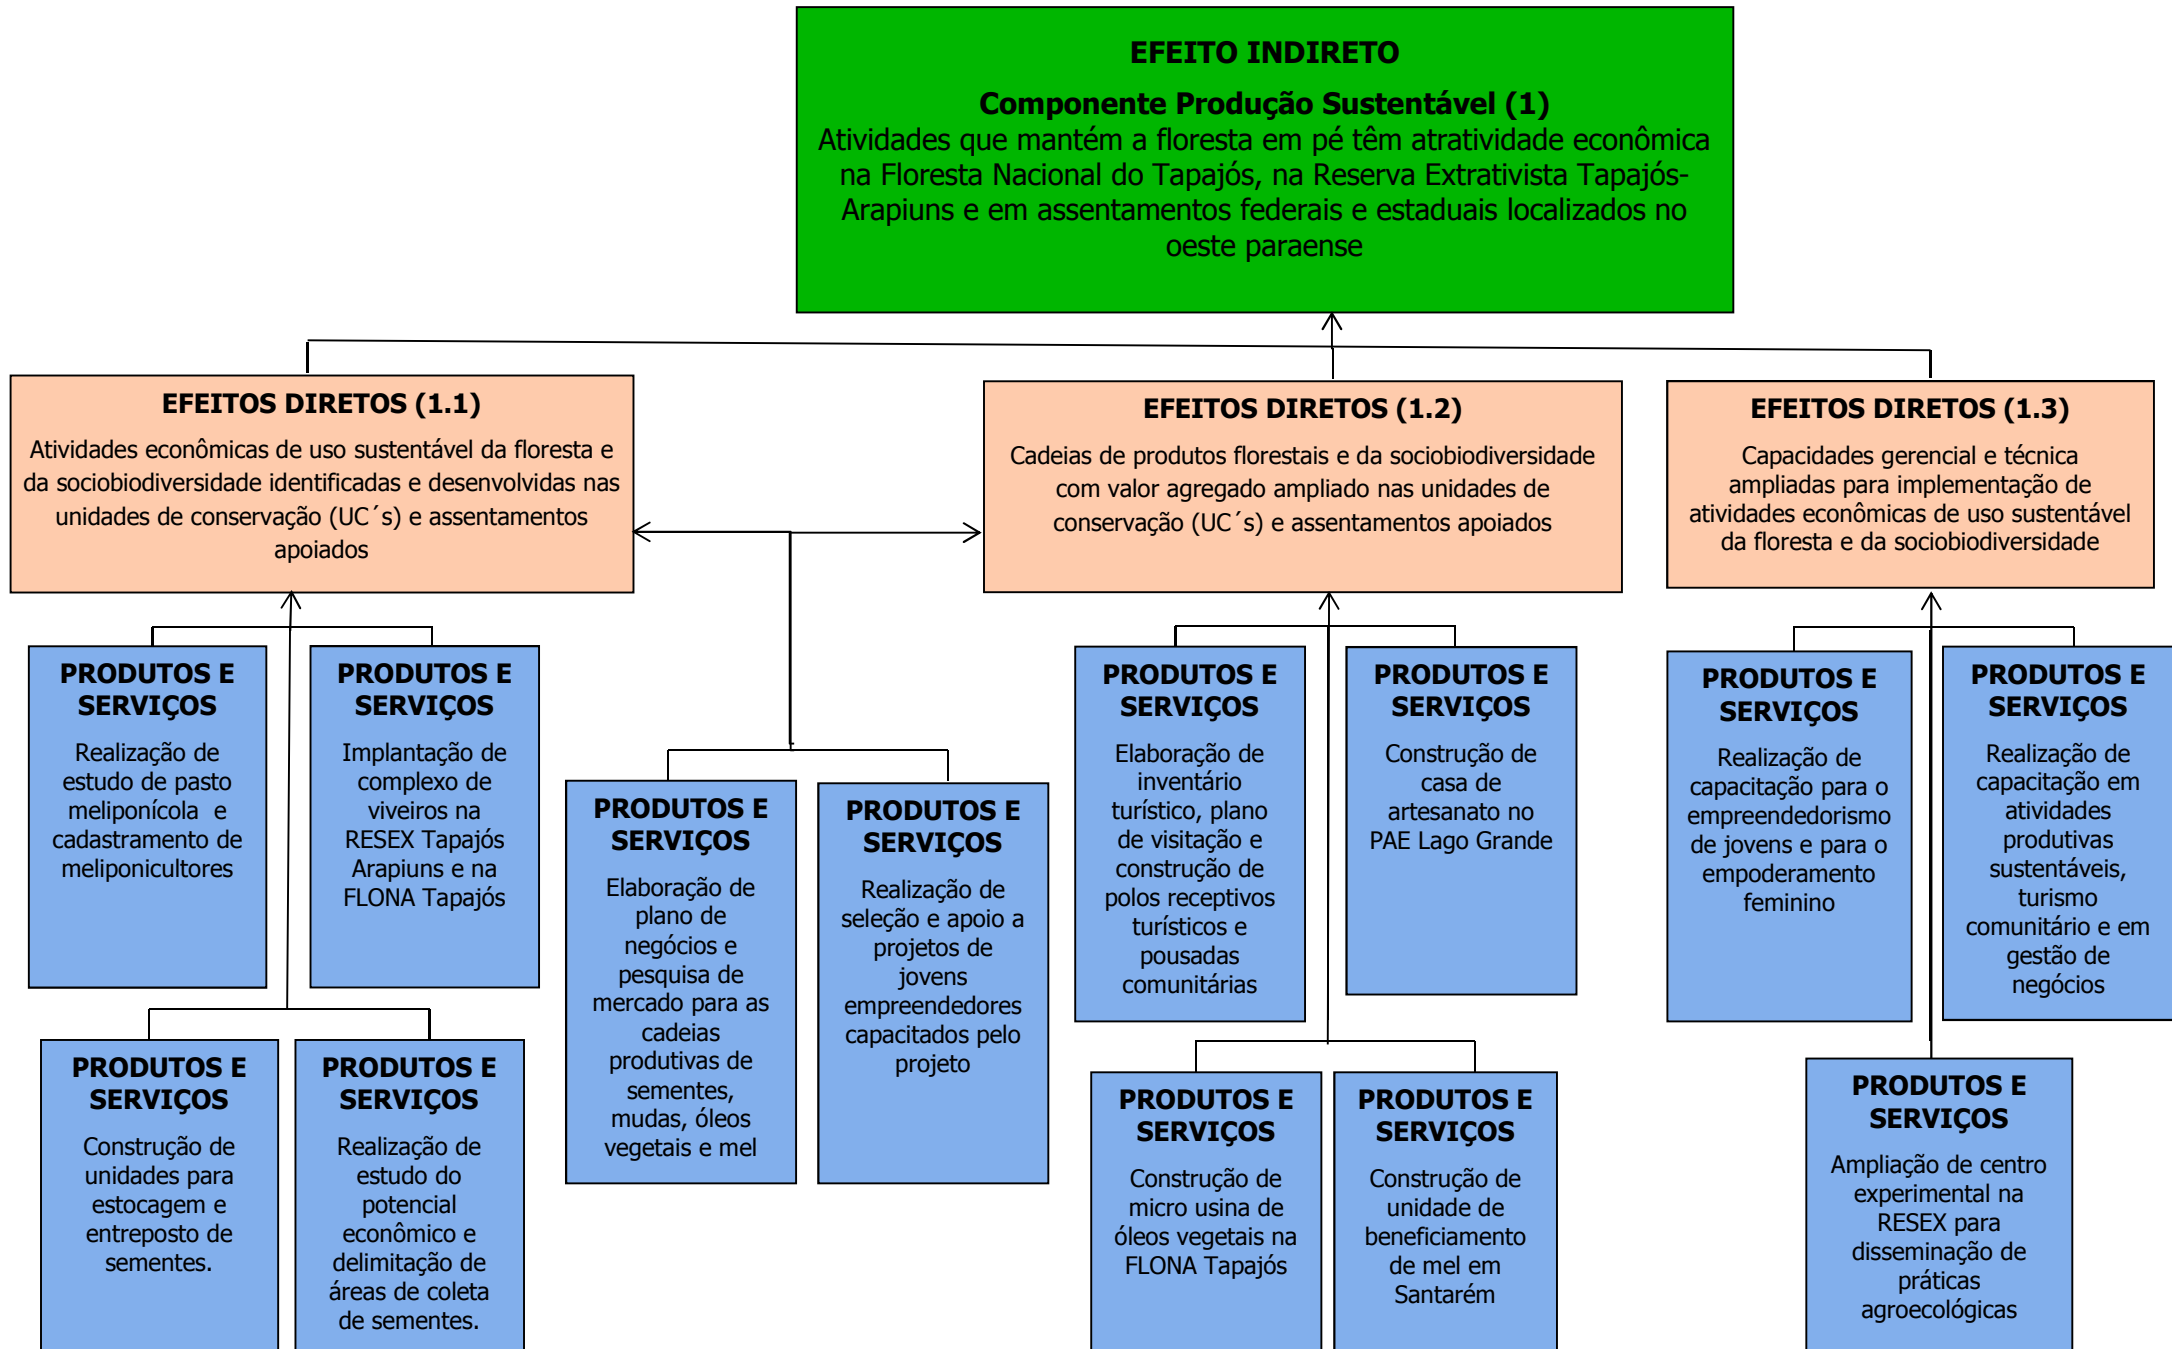 EFEITO INDIRETO
Componente Produção Sustentável (1)
Atividades que mantém a floresta em pé têm atratividade econômica
na Floresta Nacional do Tapajós, na Reserva Extrativista Tapajós-
Arapiuns e em assentamentos federais e estaduais localizados no
oeste paraense
EFEITOS DIRETOS (1.1)
Atividades econômicas de uso sustentável da floresta e
da sociobiodiversidade identificadas e desenvolvidas nas
unidades de conservação (UC´s) e assentamentos
apoiados
EFEITOS DIRETOS (1.2)
Cadeias de produtos florestais e da sociobiodiversidade
com valor agregado ampliado nas unidades de
conservação (UC´s) e assentamentos apoiados
EFEITOS DIRETOS (1.3)
Capacidades gerencial e técnica
ampliadas para implementação de
atividades econômicas de uso sustentável
da floresta e da sociobiodiversidade
PRODUTOS E
SERVIÇOS
Realização de
estudo de pasto
meliponícola e
cadastramento de
meliponicultores
PRODUTOS E
SERVIÇOS
Implantação de
complexo de
viveiros na
RESEX Tapajós
Arapiuns e na
FLONA Tapajós
PRODUTOS E
SERVIÇOS
Elaboração de
plano de
negócios e
pesquisa de
mercado para as
cadeias
produtivas de
sementes,
mudas, óleos
vegetais e mel
PRODUTOS E
SERVIÇOS
Realização de
seleção e apoio a
projetos de
jovens
empreendedores
capacitados pelo
projeto
PRODUTOS E
SERVIÇOS
Elaboração de
inventário
turístico, plano
de visitação e
construção de
polos receptivos
turísticos e
pousadas
comunitárias
PRODUTOS E
SERVIÇOS
Construção de
casa de
artesanato no
PAE Lago Grande
PRODUTOS E
SERVIÇOS
Realização de
capacitação para o
empreendedorismo
de jovens e para o
empoderamento
feminino
PRODUTOS E
SERVIÇOS
Realização de
capacitação em
atividades
produtivas
sustentáveis,
turismo
comunitário e em
gestão de
negócios
PRODUTOS E
SERVIÇOS
Construção de
unidades para
estocagem e
entreposto de
sementes.
PRODUTOS E
SERVIÇOS
Realização de
estudo do
potencial
econômico e
delimitação de
áreas de coleta
de sementes.
PRODUTOS E
SERVIÇOS
Construção de
micro usina de
óleos vegetais na
FLONA Tapajós
PRODUTOS E
SERVIÇOS
Construção de
unidade de
beneficiamento
de mel em
Santarém
PRODUTOS E
SERVIÇOS
Ampliação de centro
experimental na
RESEX para
disseminação de
práticas
agroecológicas